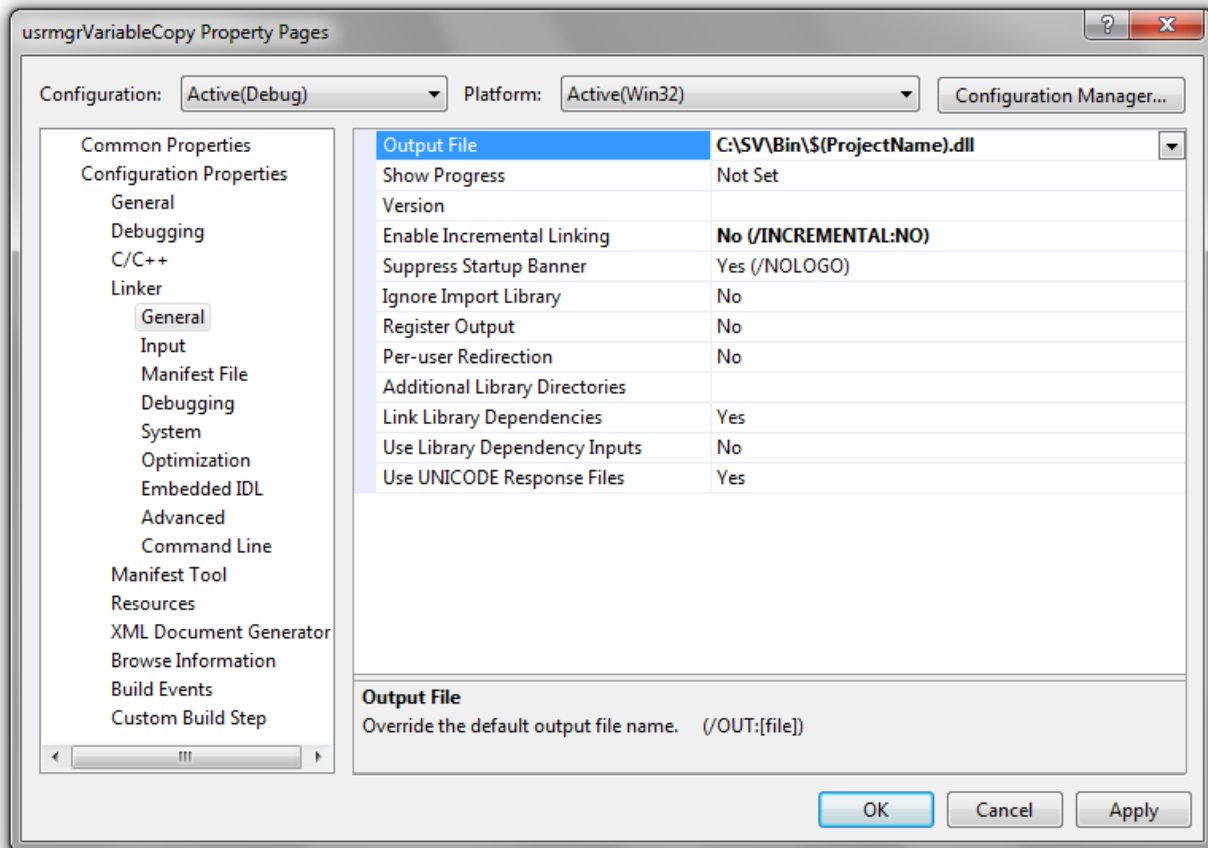 usrmgrVariableCopy Property Pages
Configuration: Active(Debug) Platform: Active(Win32) Configuration Manager...
Common Properties
Configuration Properties
General
Debugging
C/C++
Linker
General
Input
Manifest File
Debugging
System
Optimization
Embedded IDL
Advanced
Command Line
Manifest Tool
Resources
XML Document Generator
Browse Information
Build Events
Custom Build Step
Output File C:\SV\Bin\$(ProjectName).dll
Show Progress Not Set
Version
Enable Incremental Linking No (/INCREMENTAL:NO)
Suppress Startup Banner Yes (/NOLOGO)
Ignore Import Library No
Register Output No
Per-user Redirection No
Additional Library Directories
Link Library Dependencies Yes
Use Library Dependency Inputs No
Use UNICODE Response Files Yes
Output File
Override the default output file name. (/OUT:[file])
OK Cancel Apply